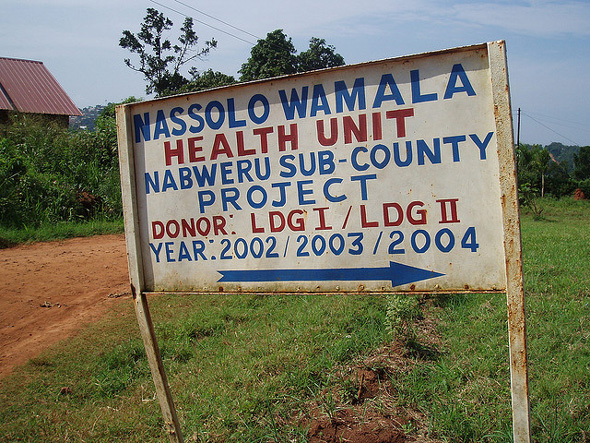 NASSOLO WAMALA
HEALTH UNIT
NABWERU SUB-COUNTY
PROJECT
DONOR: LDG I / LDG II
YEAR: 2002/2003/2004